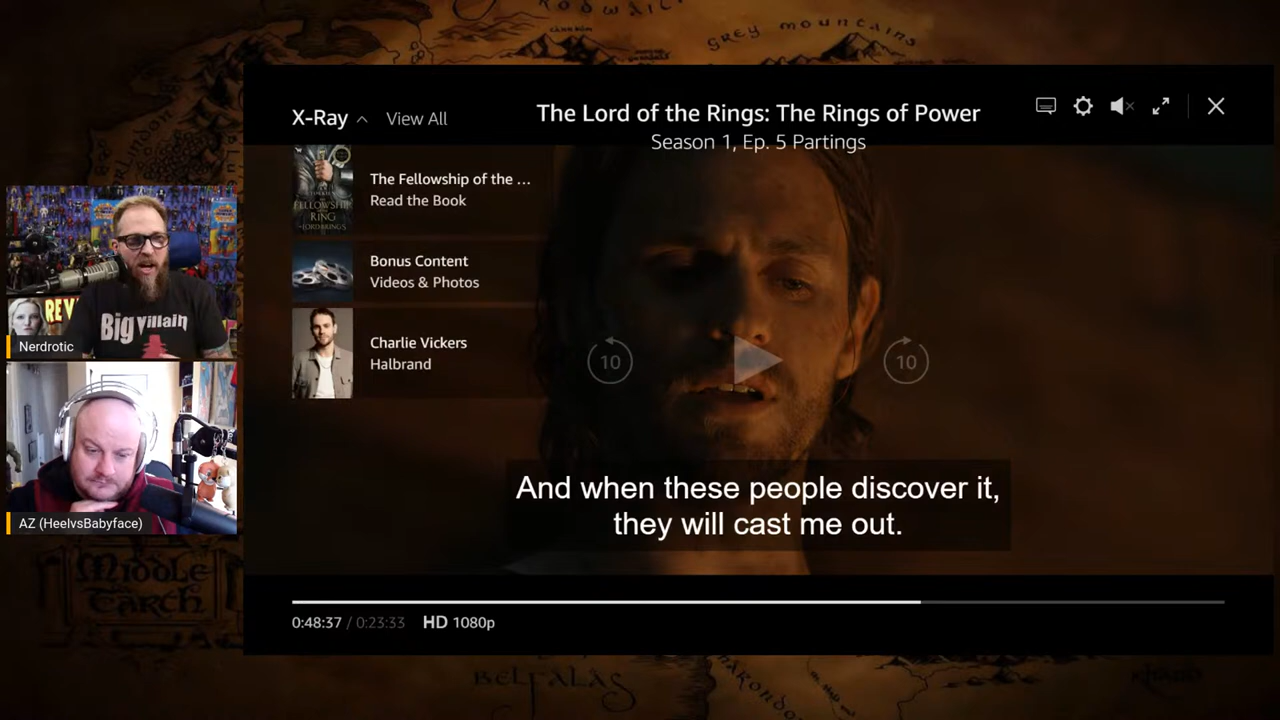 GREY MOUNTAINS
X-Ray View All
The Lord of the Rings: The Rings of Power
Season 1, Ep. 5 Partings
The Fellowship of the ...
Read the Book
FELLOWSHIP
RING
Bonus Content
Videos & Photos
Charlie Vickers
Halbrand
10
10
Big Villain
REV
Nerdrotic
AZ (HeelvsBabyface)
And when these people discover it,
they will cast me out.
0:48:37 / 0:23:33 HD 1080p
MIDDLE
EARTH
BELFALAS